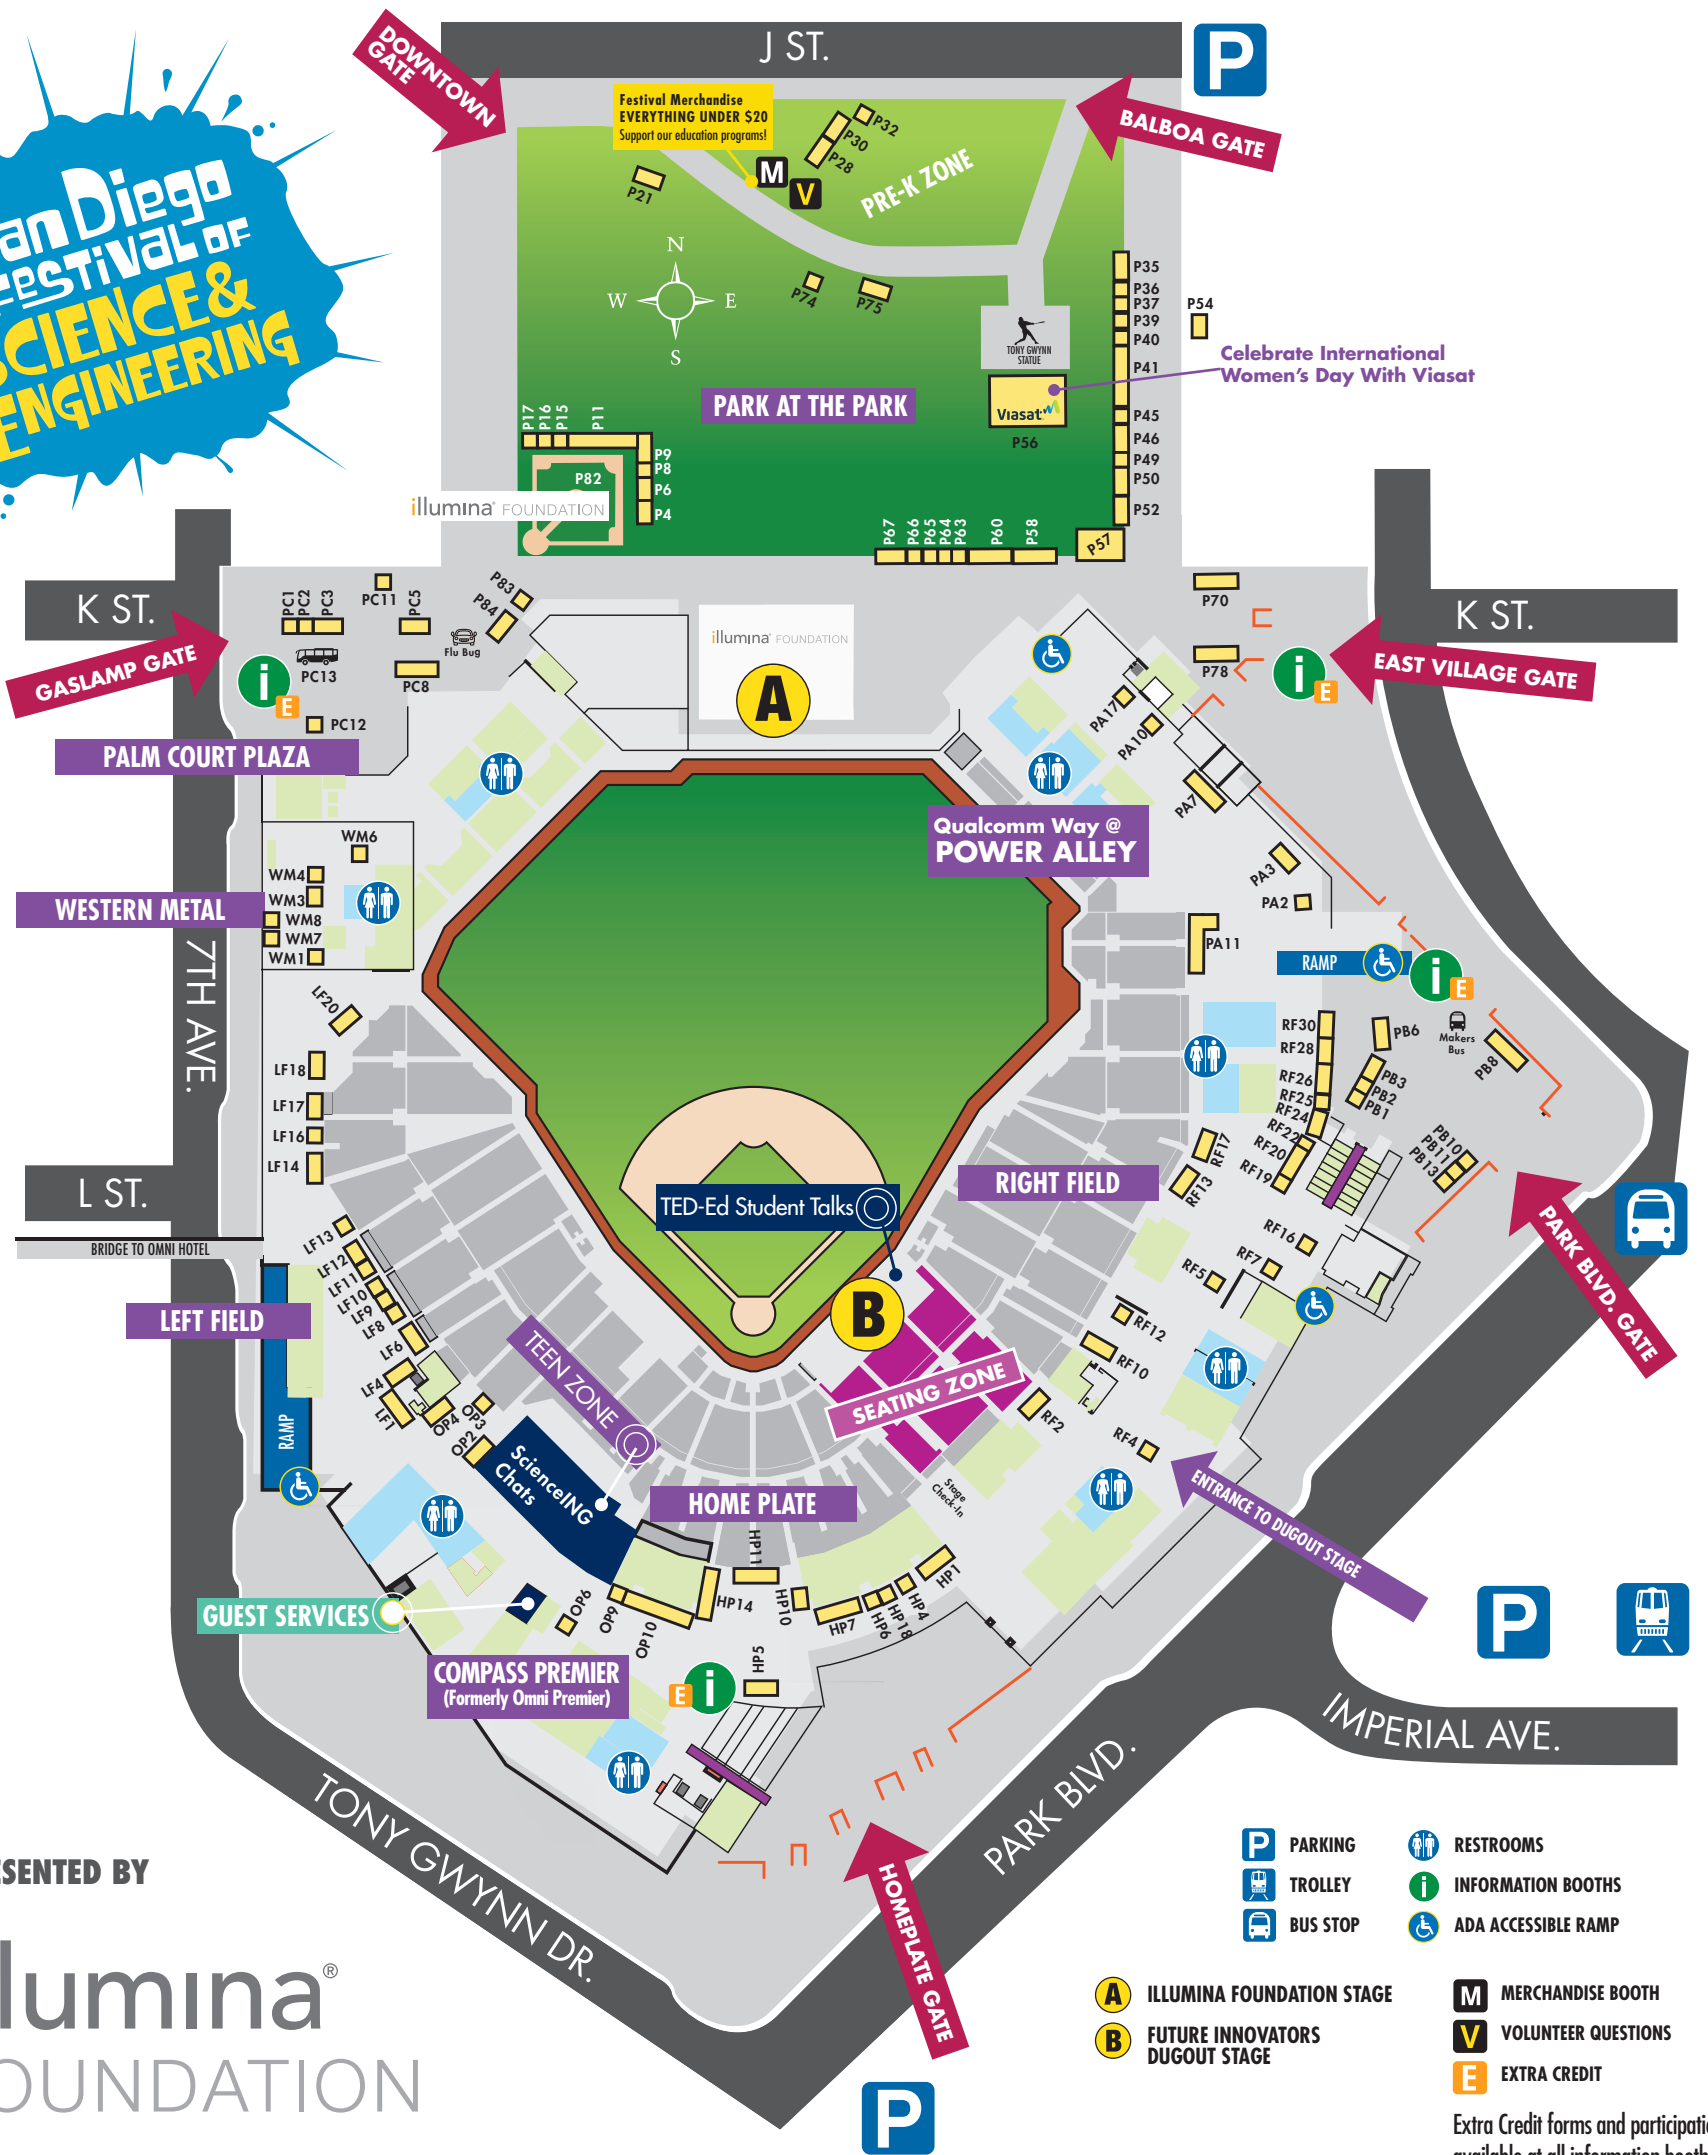 J ST.
DOWNTOWN
GATE
Festival Merchandise
EVERYTHING UNDER $20
Support our education programs!
M
V
P
BALBOA GATE
P32
P30
P28
P21
PRE-K ZONE
San Diego
FESTIVAL OF
SCIENCE &
ENGINEERING
N
W
E
S
P74
P75
TONY GWYNN
STATUE
P35
P36
P37
P39
P40
P41
P45
P46
P49
P50
P52
P54
Celebrate International
Women's Day With Viasat
Viasat
P56
PARK AT THE PARK
P17
P16
P15
P11
P9
P8
P6
P4
P82
illumina® FOUNDATION
P67
P66
P65
P64
P63
P60
P58
P57
K ST.
GASLAMP GATE
PC1
PC2
PC3
PC11
PC5
P83
P84
Flu Bug
PC13
PC8
i
E
PC12
PALM COURT PLAZA
illumina® FOUNDATION
A
P70
P78
K ST.
EAST VILLAGE GATE
i
E
PA17
PA10
PA7
PA3
PA2
PA11
Qualcomm Way @
POWER ALLEY
WM6
WM4
WM3
WM8
WM7
WM1
WESTERN METAL
7TH AVE.
RAMP
i
E
Makers
Bus
LF20
LF18
LF17
LF16
LF14
L ST.
BRIDGE TO OMNI HOTEL
RF30
RF28
RF26
RF25
RF24
RF22
RF20
RF19
RF17
RF13
PB6
PB8
PB3
PB2
PB1
PB10
PB11
PB13
PARK BLVD. GATE
RIGHT FIELD
TED-Ed Student Talks
B
RF16
RF7
RF5
RF12
RF10
RF2
RF4
LF13
LF12
LF11
LF10
LF9
LF8
LF6
LF4
LF1
LEFT FIELD
RAMP
OP4
OP3
OP2
TEEN ZONE
ScienceING
Chats
SEATING ZONE
Stage
Check-In
ENTRANCE TO DUGOUT STAGE
HOME PLATE
HP11
HP14
HP10
HP7
HP6
HP18
HP4
HP1
HP5
GUEST SERVICES
OP6
OP9
OP10
COMPASS PREMIER
(Formerly Omni Premier)
E
i
P
IMPERIAL AVE.
PARK BLVD.
TONY GWYNN DR.
HOMEPLATE GATE
P
PRESENTED BY
illumina®
FOUNDATION
P PARKING
TROLLEY
BUS STOP
RESTROOMS
i INFORMATION BOOTHS
ADA ACCESSIBLE RAMP
A ILLUMINA FOUNDATION STAGE
B FUTURE INNOVATORS
DUGOUT STAGE
M MERCHANDISE BOOTH
V VOLUNTEER QUESTIONS
E EXTRA CREDIT
Extra Credit forms and
available at all information